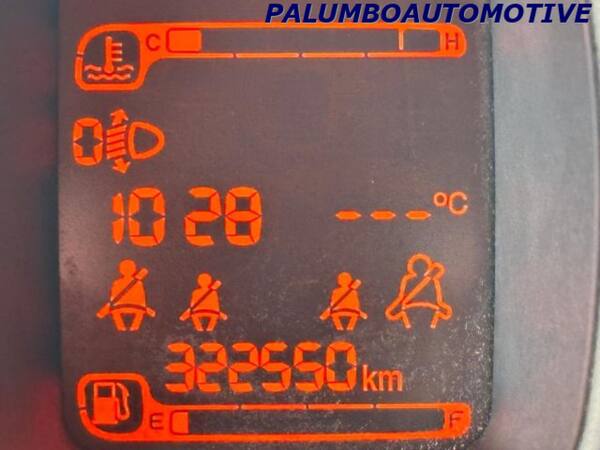 PALUMBOAUTOMOTIVE
C H
0
10 28 ---°C
322550 km
E F